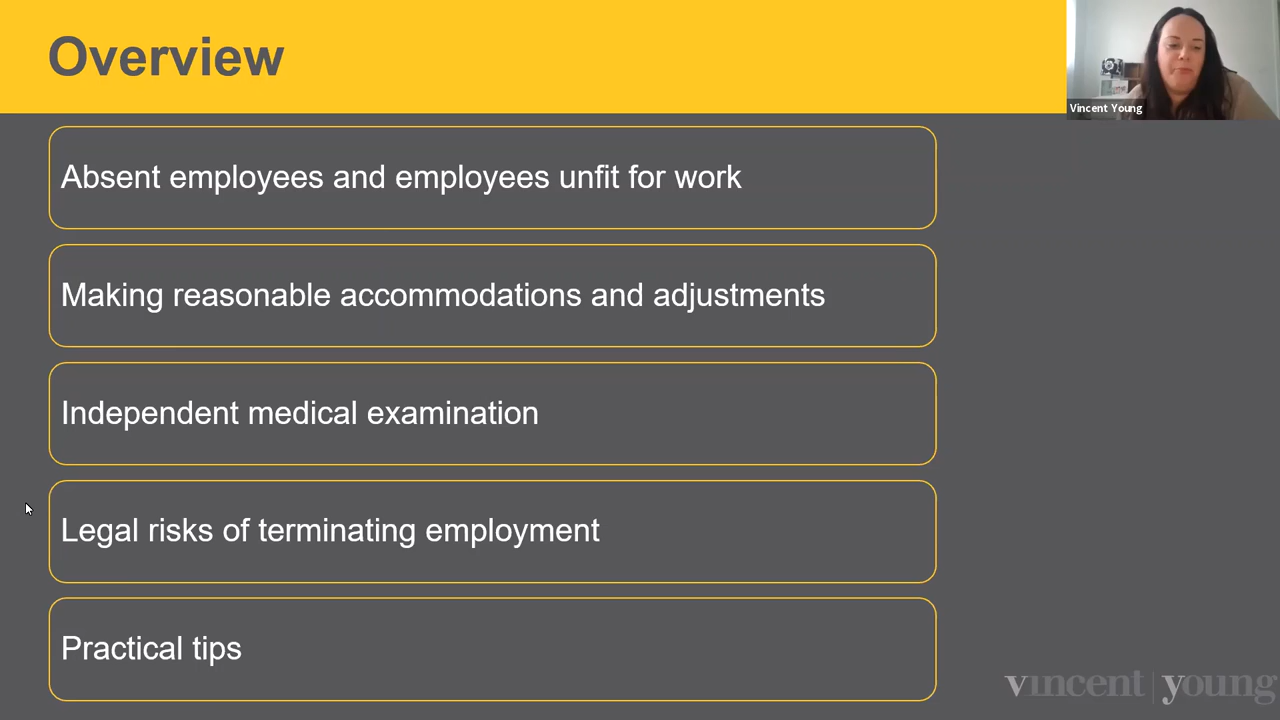 Overview
Vincent Young
Absent employees and employees unfit for work
Making reasonable accommodations and adjustments
Independent medical examination
Legal risks of terminating employment
Practical tips
vincent | young